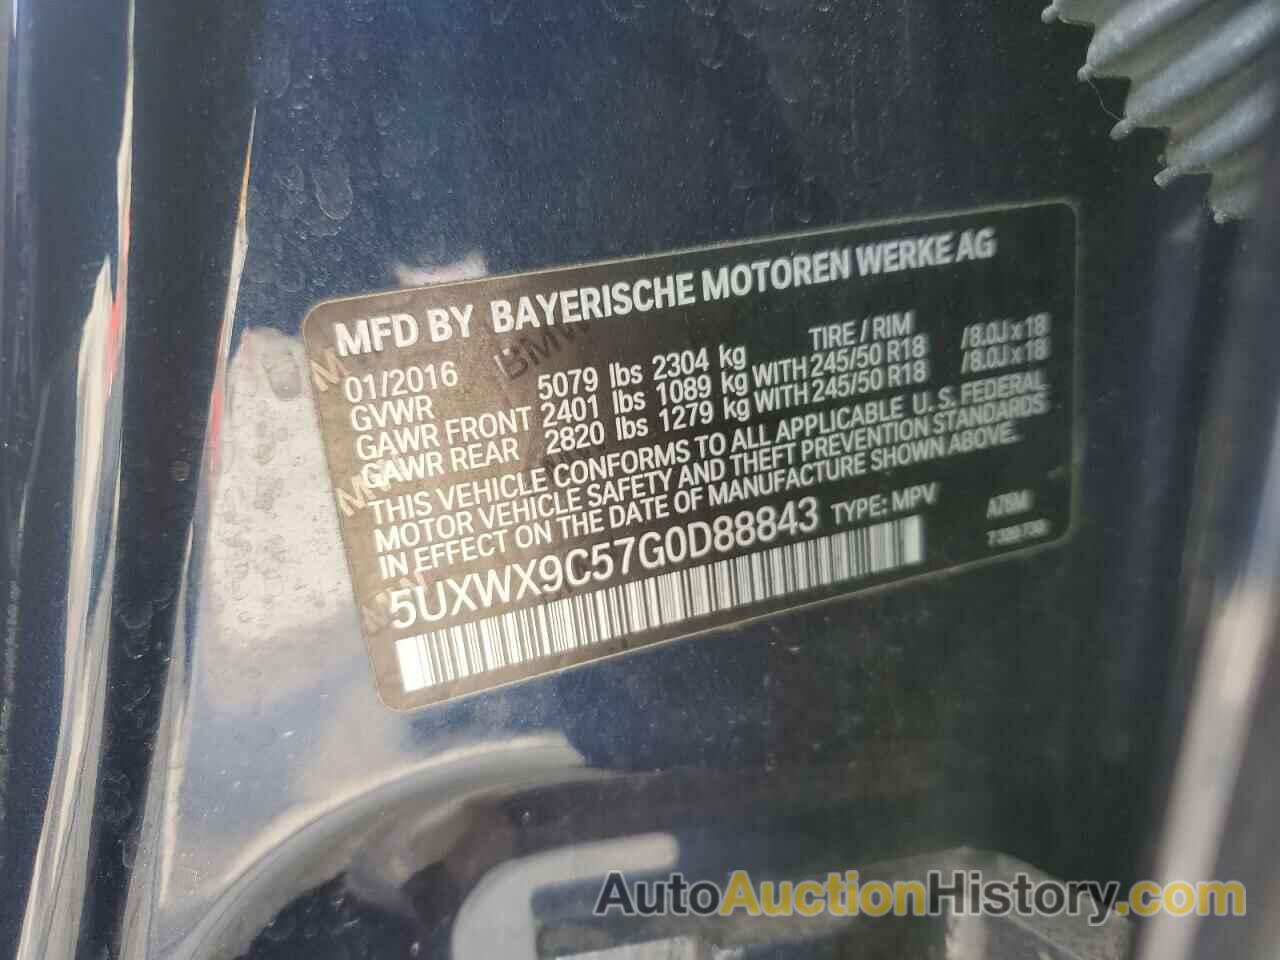 MFD BY BAYERISCHE MOTOREN WERKE AG
01/2016 TIRE / RIM
GVWR 5079 lbs 2304 kg
GAWR FRONT 2401 lbs 1089 kg WITH 245/50 R18 /8.0J x 18
GAWR REAR 2820 lbs 1279 kg WITH 245/50 R18 /8.0J x 18
THIS VEHICLE CONFORMS TO ALL APPLICABLE U. S. FEDERAL
MOTOR VEHICLE SAFETY AND THEFT PREVENTION STANDARDS
IN EFFECT ON THE DATE OF MANUFACTURE SHOWN ABOVE.
5UXWX9C57G0D88843 TYPE: MPV
BMW
AutoAuctionHistory.com